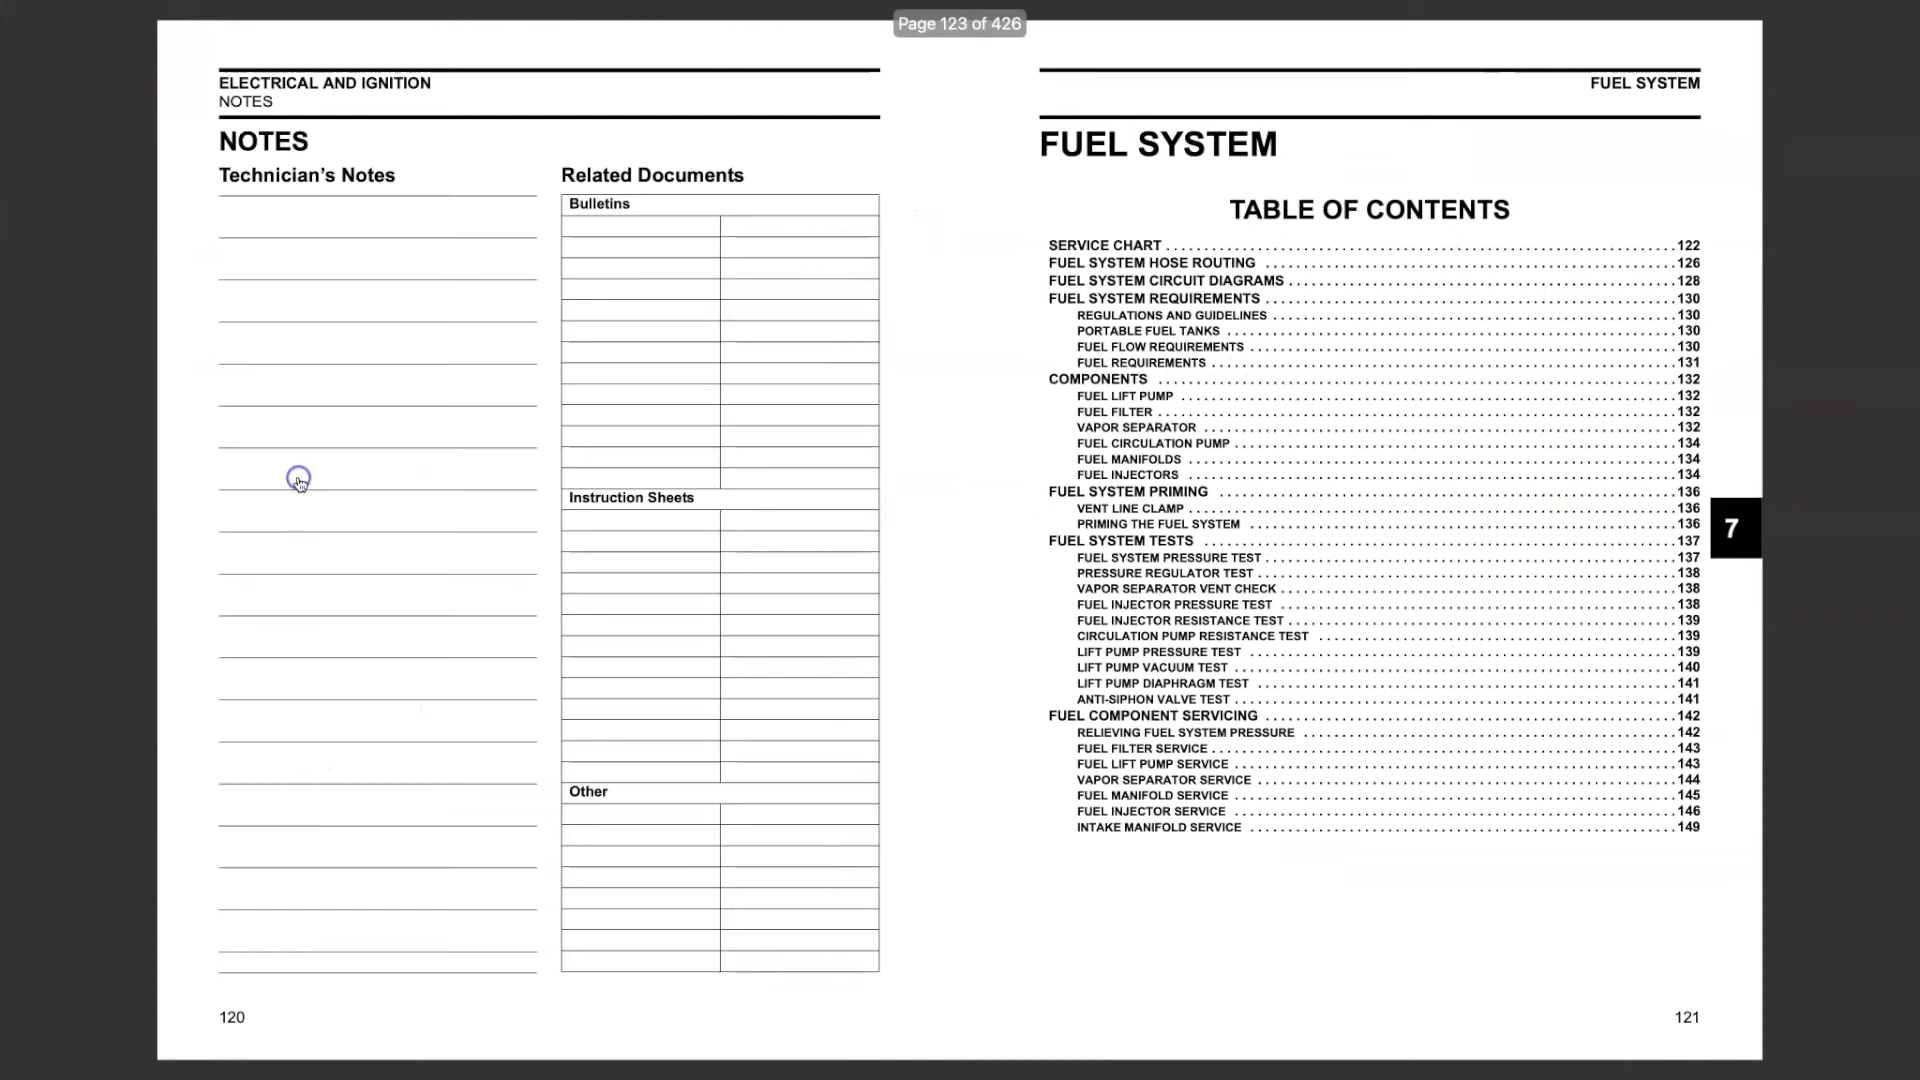 Page 123 of 426
ELECTRICAL AND IGNITION
NOTES
NOTES
Technician's Notes
Related Documents
Bulletins
Instruction Sheets
Other
120
FUEL SYSTEM
FUEL SYSTEM
TABLE OF CONTENTS
SERVICE CHART . . . . . . . . . . . . . . . . . . . . 122
FUEL SYSTEM HOSE ROUTING . . . . . . . . . . . . . . . . . . . . 126
FUEL SYSTEM CIRCUIT DIAGRAMS . . . . . . . . . . . . . . . . . . . . 128
FUEL SYSTEM REQUIREMENTS . . . . . . . . . . . . . . . . . . . . 130
REGULATIONS AND GUIDELINES . . . . . . . . . . . . . . . . . . . . 130
PORTABLE FUEL TANKS . . . . . . . . . . . . . . . . . . . . 130
FUEL FLOW REQUIREMENTS . . . . . . . . . . . . . . . . . . . . 130
FUEL REQUIREMENTS . . . . . . . . . . . . . . . . . . . . 131
COMPONENTS . . . . . . . . . . . . . . . . . . . . 132
FUEL LIFT PUMP . . . . . . . . . . . . . . . . . . . . 132
FUEL FILTER . . . . . . . . . . . . . . . . . . . . 132
VAPOR SEPARATOR . . . . . . . . . . . . . . . . . . . . 132
FUEL CIRCULATION PUMP . . . . . . . . . . . . . . . . . . . . 134
FUEL MANIFOLDS . . . . . . . . . . . . . . . . . . . . 134
FUEL INJECTORS . . . . . . . . . . . . . . . . . . . . 134
FUEL SYSTEM PRIMING . . . . . . . . . . . . . . . . . . . . 136
VENT LINE CLAMP . . . . . . . . . . . . . . . . . . . . 136
PRIMING THE FUEL SYSTEM . . . . . . . . . . . . . . . . . . . . 136
FUEL SYSTEM TESTS . . . . . . . . . . . . . . . . . . . . 137
FUEL SYSTEM PRESSURE TEST . . . . . . . . . . . . . . . . . . . . 137
PRESSURE REGULATOR TEST . . . . . . . . . . . . . . . . . . . . 138
VAPOR SEPARATOR VENT CHECK . . . . . . . . . . . . . . . . . . . . 138
FUEL INJECTOR PRESSURE TEST . . . . . . . . . . . . . . . . . . . . 138
FUEL INJECTOR RESISTANCE TEST . . . . . . . . . . . . . . . . . . . . 139
CIRCULATION PUMP RESISTANCE TEST . . . . . . . . . . . . . . . . . . . . 139
LIFT PUMP PRESSURE TEST . . . . . . . . . . . . . . . . . . . . 139
LIFT PUMP VACUUM TEST . . . . . . . . . . . . . . . . . . . . 140
LIFT PUMP DIAPHRAGM TEST . . . . . . . . . . . . . . . . . . . . 141
ANTI-SIPHON VALVE TEST . . . . . . . . . . . . . . . . . . . . 141
FUEL COMPONENT SERVICING . . . . . . . . . . . . . . . . . . . . 142
RELIEVING FUEL SYSTEM PRESSURE . . . . . . . . . . . . . . . . . . . . 142
FUEL FILTER SERVICE . . . . . . . . . . . . . . . . . . . . 143
FUEL LIFT PUMP SERVICE . . . . . . . . . . . . . . . . . . . . 143
VAPOR SEPARATOR SERVICE . . . . . . . . . . . . . . . . . . . . 144
FUEL MANIFOLD SERVICE . . . . . . . . . . . . . . . . . . . . 145
FUEL INJECTOR SERVICE . . . . . . . . . . . . . . . . . . . . 146
INTAKE MANIFOLD SERVICE . . . . . . . . . . . . . . . . . . . . 149
7
121